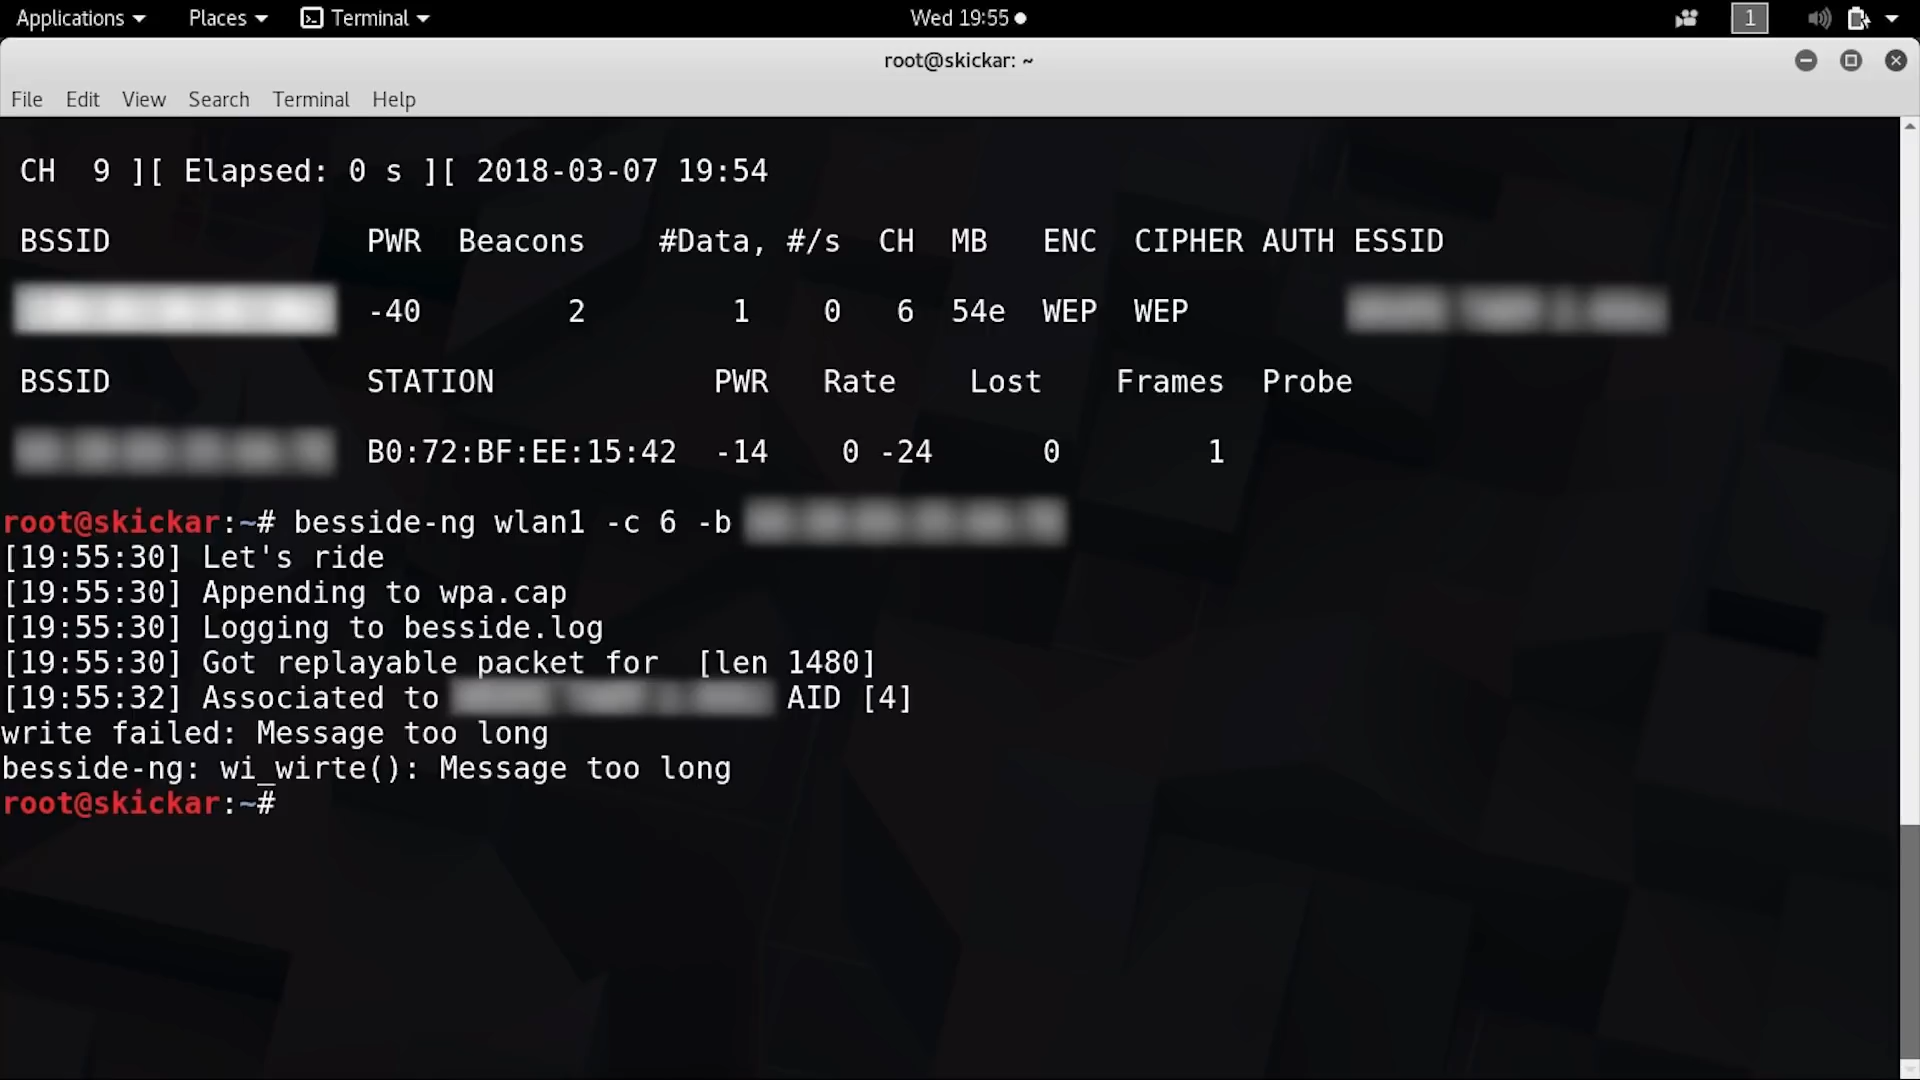 Applications Places Terminal Wed 19:55 1
root@skickar: ~
File Edit View Search Terminal Help
CH 9 ][ Elapsed: 0 s ][ 2018-03-07 19:54
BSSID PWR Beacons #Data, #/s CH MB ENC CIPHER AUTH ESSID
-40 2 1 0 6 54e WEP WEP
BSSID STATION PWR Rate Lost Frames Probe
B0:72:BF:EE:15:42 -14 0 -24 0 1
root@skickar:~# besside-ng wlan1 -c 6 -b
[19:55:30] Let's ride
[19:55:30] Appending to wpa.cap
[19:55:30] Logging to besside.log
[19:55:30] Got replayable packet for [len 1480]
[19:55:32] Associated to AID [4]
write failed: Message too long
besside-ng: wi_wirte(): Message too long
root@skickar:~#